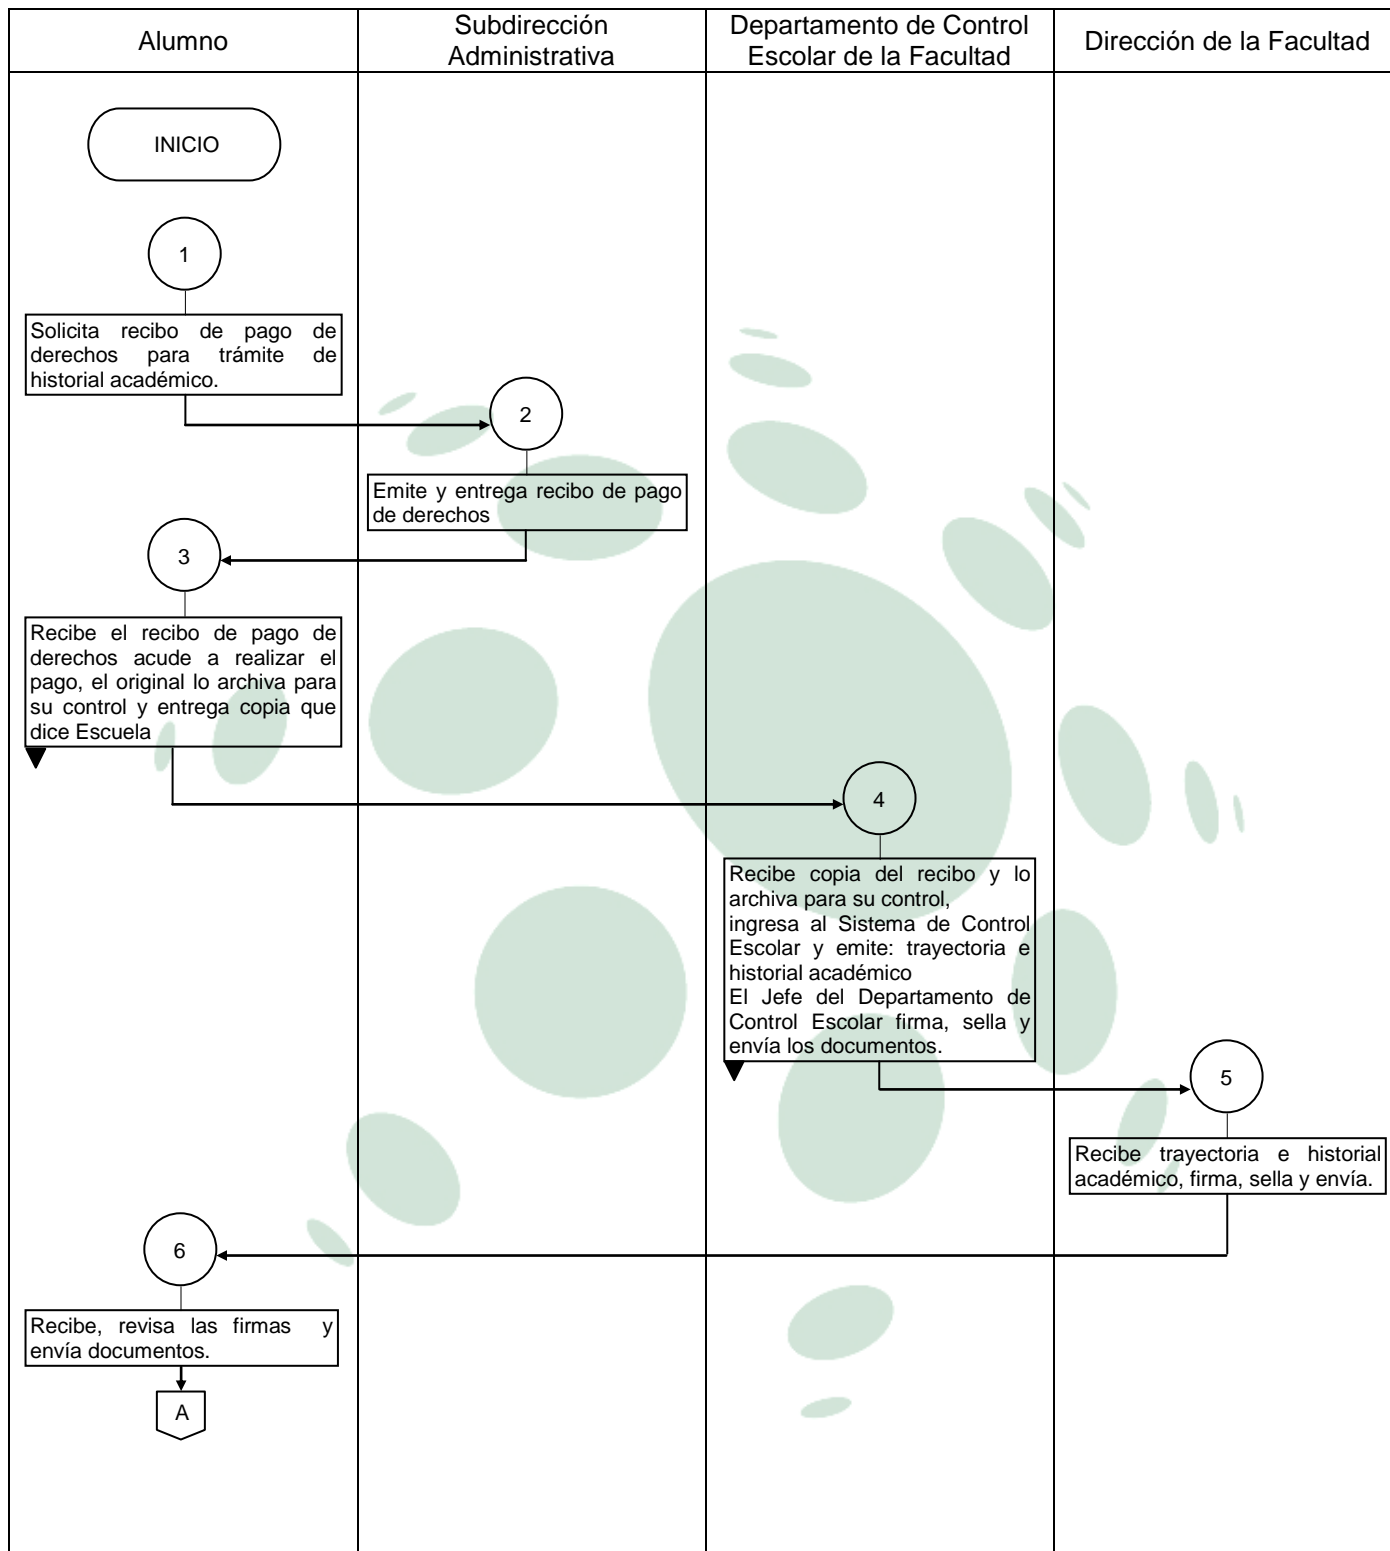 Alumno
Subdirección
Administrativa
Departamento de Control
Escolar de la Facultad
Dirección de la Facultad
INICIO
1
Solicita recibo de pago de
derechos para trámite de
historial académico.
2
Emite y entrega recibo de pago
de derechos
3
Recibe el recibo de pago de
derechos acude a realizar el
pago, el original lo archiva para
su control y entrega copia que
dice Escuela
4
Recibe copia del recibo y lo
archiva para su control,
ingresa al Sistema de Control
Escolar y emite: trayectoria e
historial académico
El Jefe del Departamento de
Control Escolar firma, sella y
envía los documentos.
5
Recibe trayectoria e historial
académico, firma, sella y envía.
6
Recibe, revisa las firmas y
envía documentos.
A